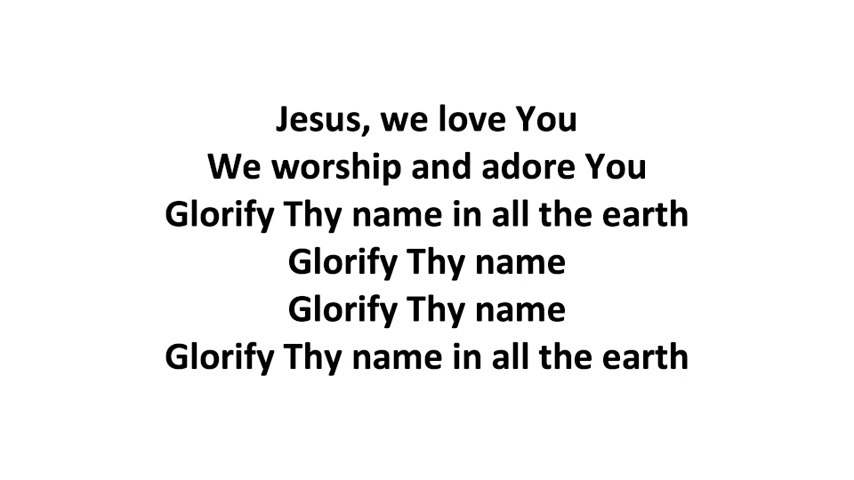 Jesus, we love You
We worship and adore You
Glorify Thy name in all the earth
Glorify Thy name
Glorify Thy name
Glorify Thy name in all the earth